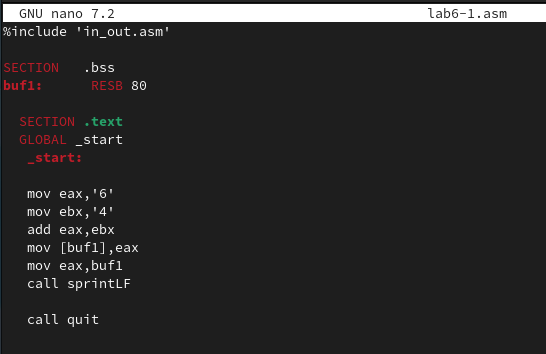 GNU nano 7.2 lab6-1.asm
%include 'in_out.asm'
SECTION .bss
buf1: RESB 80
SECTION .text
GLOBAL _start
_start:
mov eax,'6'
mov ebx,'4'
add eax,ebx
mov [buf1],eax
mov eax,buf1
call sprintLF
call quit